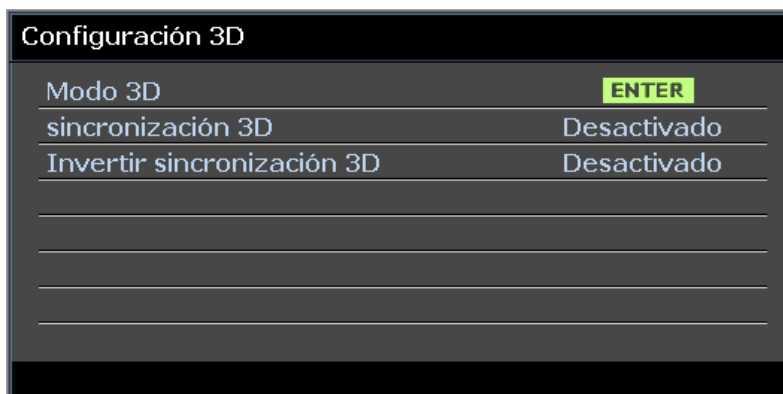 Configuración 3D
Modo 3D ENTER
sincronización 3D Desactivado
Invertir sincronización 3D Desactivado